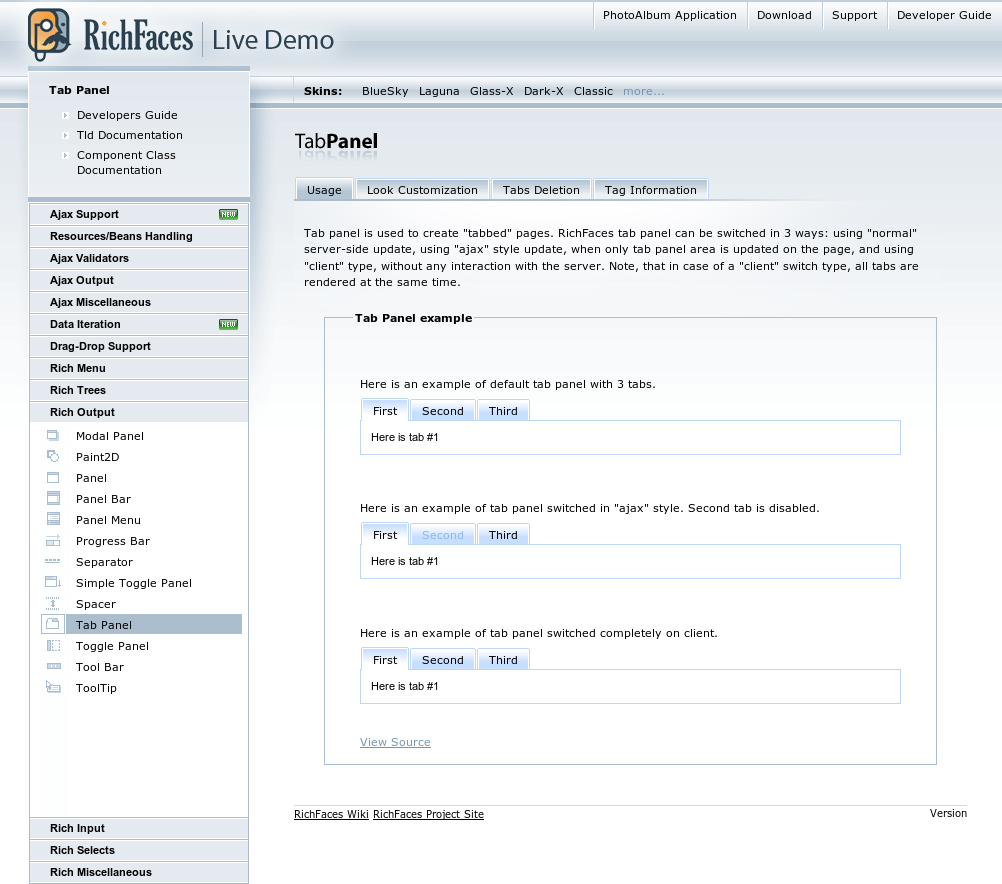 RichFaces Live Demo
PhotoAlbum Application
Download
Support
Developer Guide
Skins: BlueSky Laguna Glass-X Dark-X Classic more...
Tab Panel
Developers Guide
Tld Documentation
Component Class
Documentation
Ajax Support NEW
Resources/Beans Handling
Ajax Validators
Ajax Output
Ajax Miscellaneous
Data Iteration NEW
Drag-Drop Support
Rich Menu
Rich Trees
Rich Output
Modal Panel
Paint2D
Panel
Panel Bar
Panel Menu
Progress Bar
Separator
Simple Toggle Panel
Spacer
Tab Panel
Toggle Panel
Tool Bar
ToolTip
Rich Input
Rich Selects
Rich Miscellaneous
TabPanel
Usage
Look Customization
Tabs Deletion
Tag Information
Tab panel is used to create "tabbed" pages. RichFaces tab panel can be switched in 3 ways: using "normal"
server-side update, using "ajax" style update, when only tab panel area is updated on the page, and using
"client" type, without any interaction with the server. Note, that in case of a "client" switch type, all tabs are
rendered at the same time.
Tab Panel example
Here is an example of default tab panel with 3 tabs.
First Second Third
Here is tab #1
Here is an example of tab panel switched in "ajax" style. Second tab is disabled.
First Second Third
Here is tab #1
Here is an example of tab panel switched completely on client.
First Second Third
Here is tab #1
View Source
RichFaces Wiki RichFaces Project Site
Version